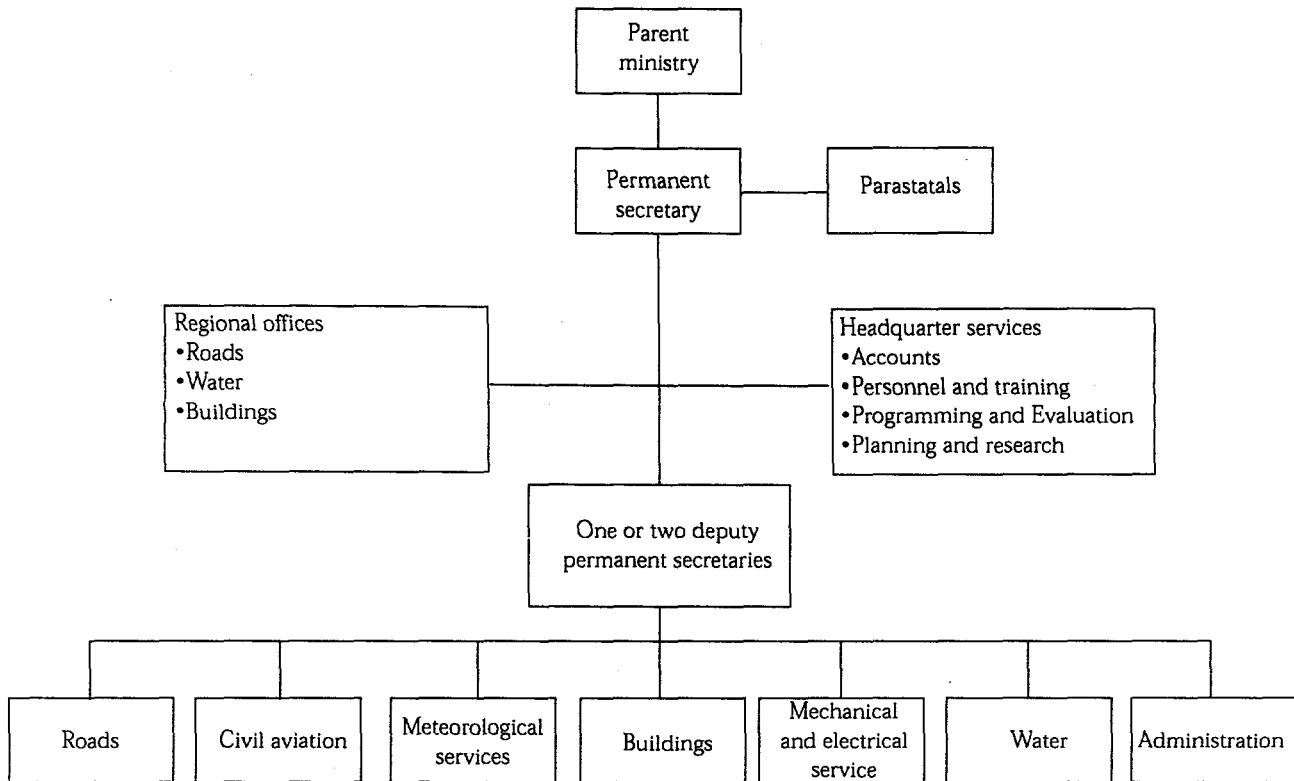 Parent
ministry
Permanent
secretary
Parastatals
Regional offices
•Roads
•Water
•Buildings
Headquarter services
•Accounts
•Personnel and training
•Programming and Evaluation
•Planning and research
One or two deputy
permanent secretaries
Roads
Civil aviation
Meteorological
services
Buildings
Mechanical
and electrical
service
Water
Administration